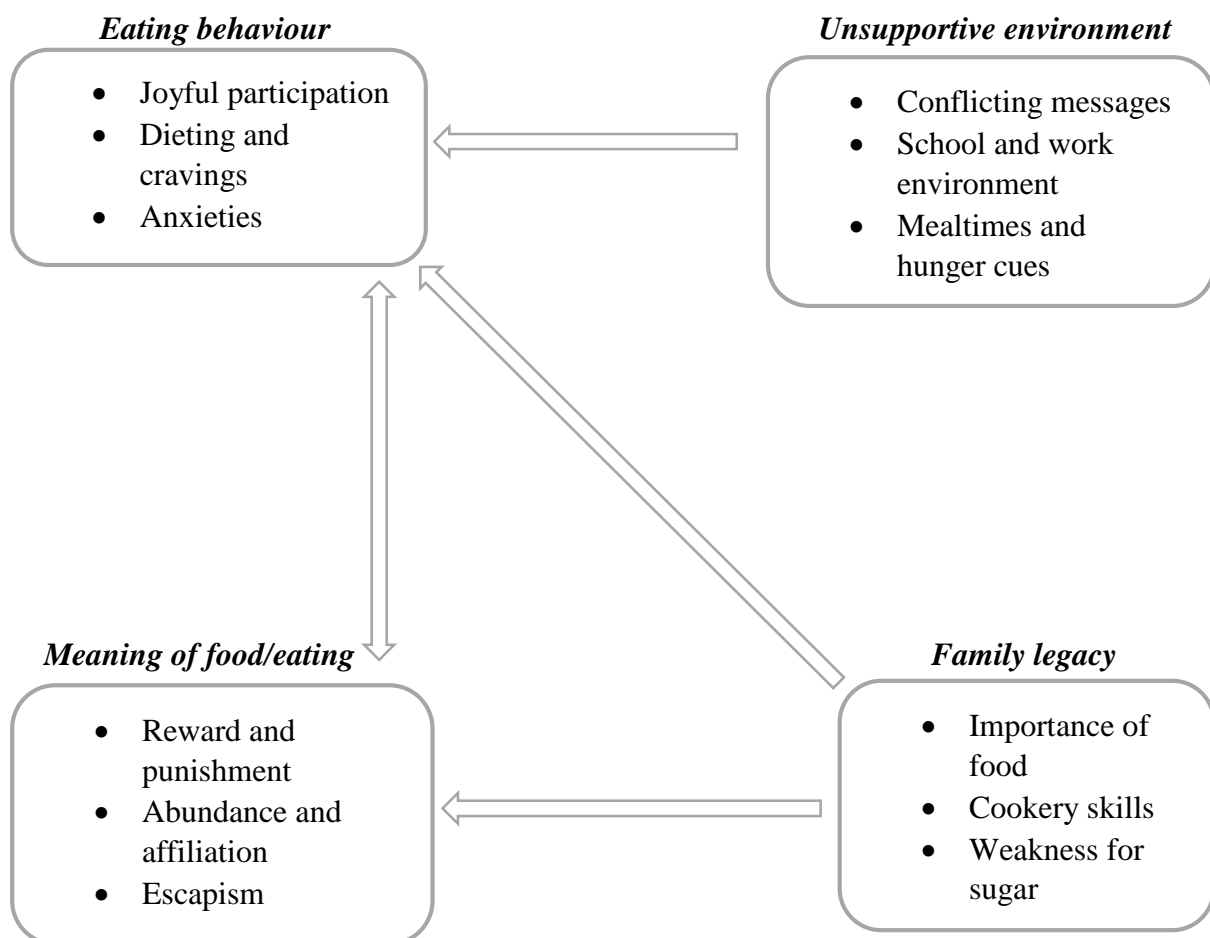 Eating behaviour
• Joyful participation
• Dieting and
cravings
• Anxieties
Unsupportive environment
• Conflicting messages
• School and work
environment
• Mealtimes and
hunger cues
Meaning of food/eating
• Reward and
punishment
• Abundance and
affiliation
• Escapism
Family legacy
• Importance of
food
• Cookery skills
• Weakness for
sugar